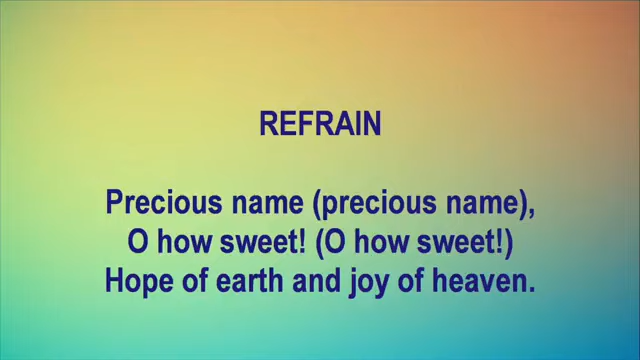 REFRAIN
Precious name (precious name),
O how sweet! (O how sweet!)
Hope of earth and joy of heaven.